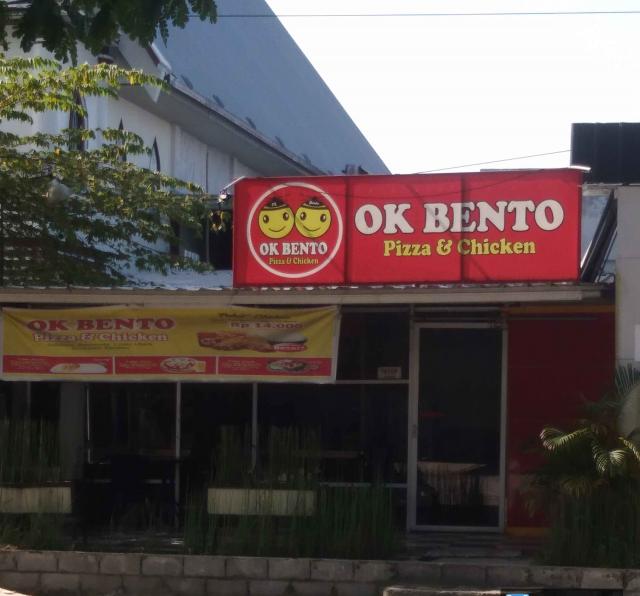 OK BENTO
Pizza & Chicken
OK BENTO
Pizza & Chicken
OK BENTO
Pizza & Chicken
Rp 14.000